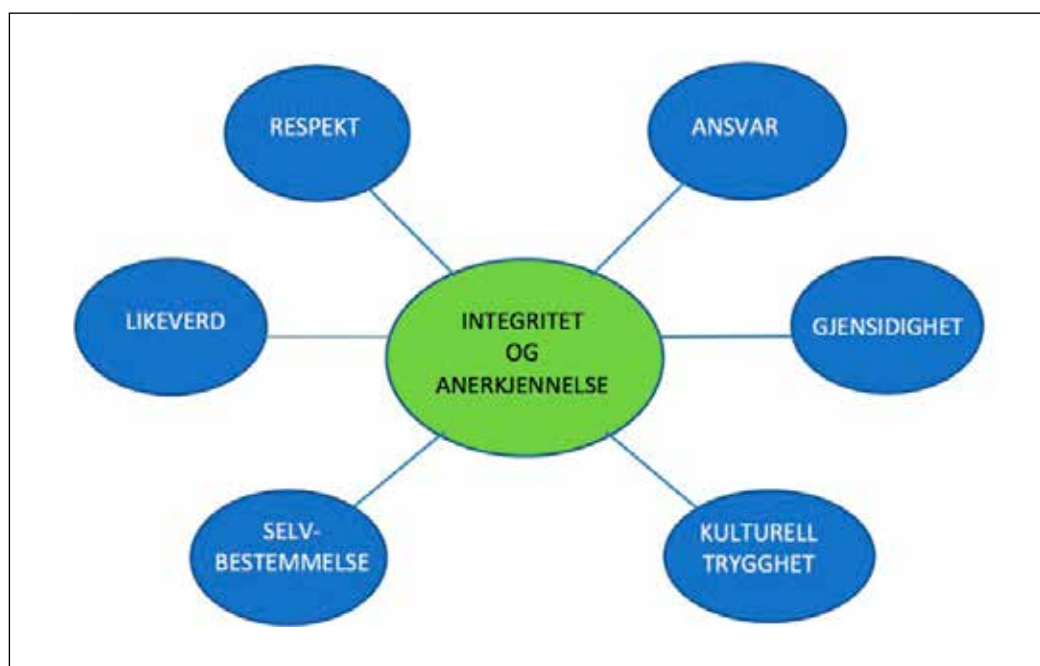 RESPEKT
ANSVAR
LIKEVERD
INTEGRITET
OG
ANERKJENNELSE
GJENSIDIGHET
SELV-
BESTEMMELSE
KULTURELL
TRYGGHET